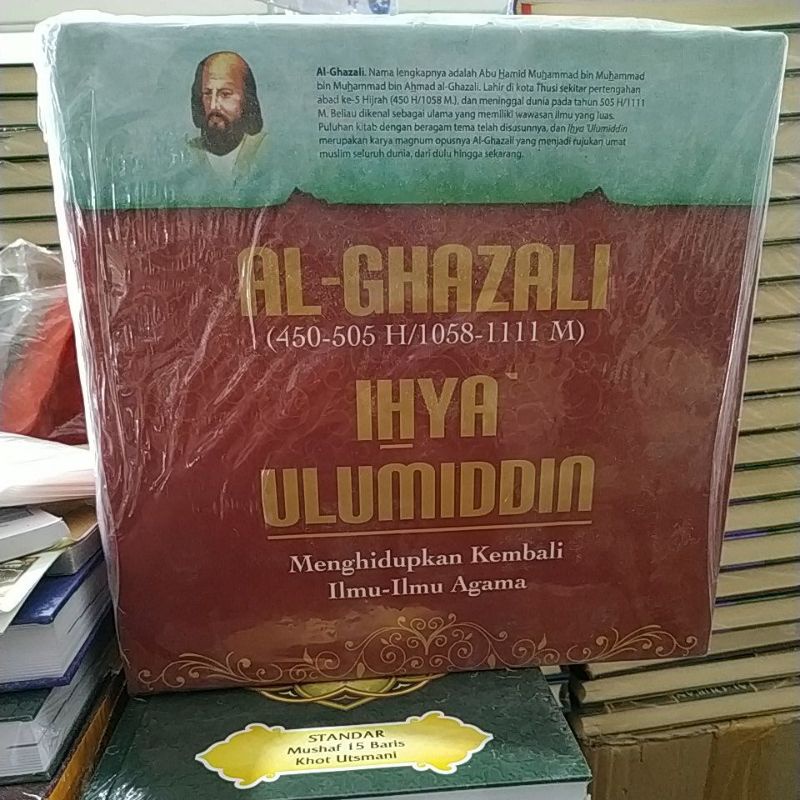 Al-Ghazali. Nama lengkapnya adalah Abu Hamid Muhammad bin Muhammad
bin Muhammad bin Ahmad al-Ghazali. Lahir di kota Thusi sekitar pertengahan
abad ke-5 Hijrah (450 H/1058 M.), dan meninggal dunia pada tahun 505 H/1111
M. Beliau dikenal sebagai ulama yang memiliki wawasan ilmu yang luas.
Puluhan kitab dengan beragam tema telah disusunnya, dan Ihya 'Ulumiddin
merupakan karya magnum opusnya Al-Ghazali yang menjadi rujukan umat
muslim seluruh dunia, dari dulu hingga sekarang.
AL-GHAZALI
(450-505 H/1058-1111 M)
IHYA`
ULUMIDDIN
Menghidupkan Kembali
Ilmu-Ilmu Agama
STANDAR
Mushaf 15 Baris
Khot Utsmani